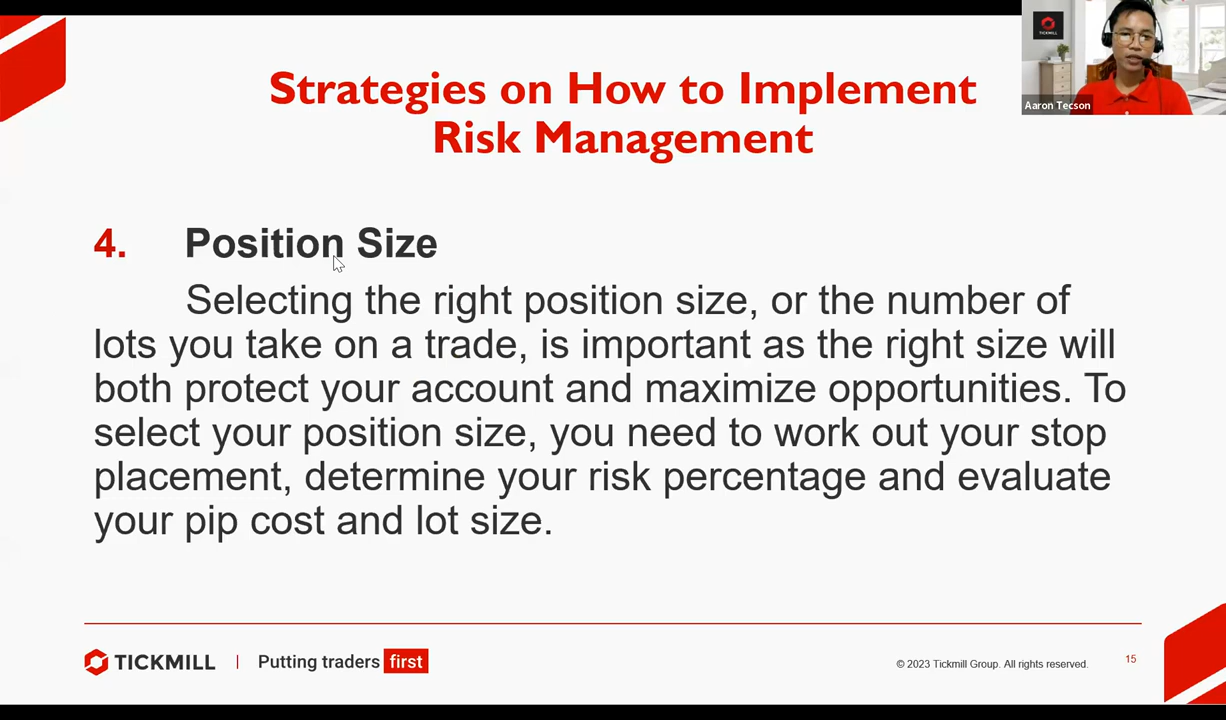 TICKMILL
Aaron Tecson
Strategies on How to Implement
Risk Management
4. Position Size
Selecting the right position size, or the number of
lots you take on a trade, is important as the right size will
both protect your account and maximize opportunities. To
select your position size, you need to work out your stop
placement, determine your risk percentage and evaluate
your pip cost and lot size.
TICKMILL | Putting traders first
© 2023 Tickmill Group. All rights reserved. 15